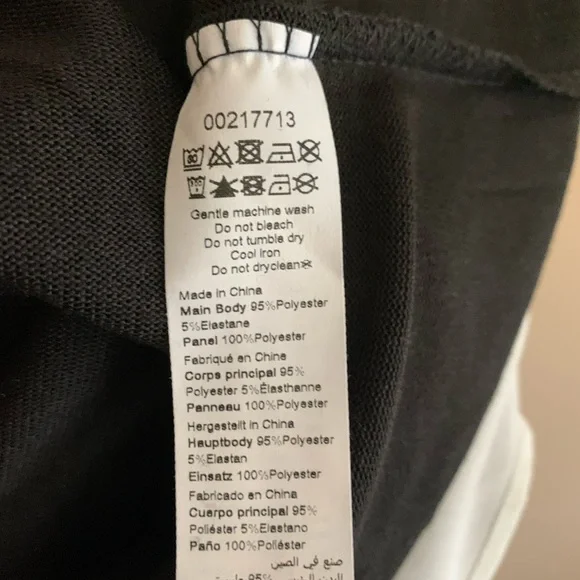 00217713
Gentle machine wash
Do not bleach
Do not tumble dry
Cool iron
Do not dryclean
Made in China
Main Body 95%Polyester
5%Elastane
Panel 100%Polyester
Fabriqué en Chine
Corps principal 95%
Polyester 5%Élasthanne
Panneau 100%Polyester
Hergestellt in China
Hauptbody 95%Polyester
5%Elastan
Einsatz 100%Polyester
Fabricado en China
Cuerpo principal 95%
Poliéster 5%Elastano
Paño 100%Poliéster
صنع في الصين
95%